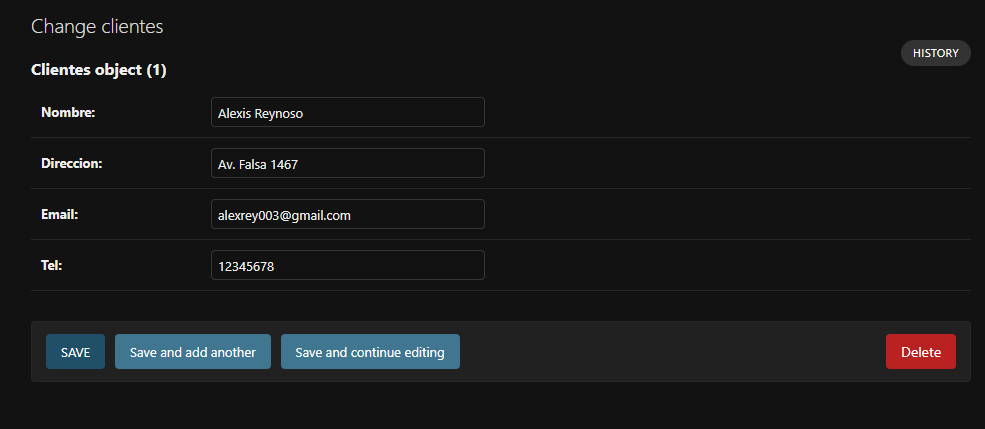 Change clientes
HISTORY
Clientes object (1)
Nombre: Alexis Reynoso
Direccion: Av. Falsa 1467
Email: alexrey003@gmail.com
Tel: 12345678
SAVE Save and add another Save and continue editing Delete